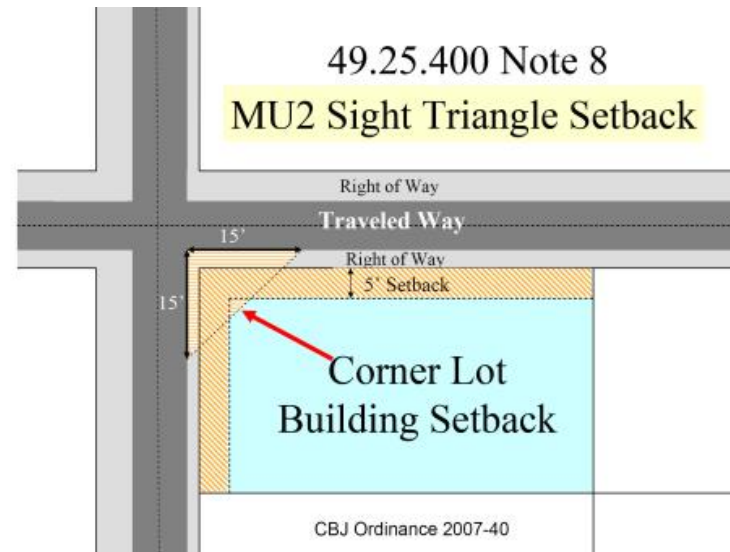 49.25.400 Note 8
MU2 Sight Triangle Setback
Right of Way
Traveled Way
15’
Right of Way
5’ Setback
15’
Corner Lot
Building Setback
CBJ Ordinance 2007-40